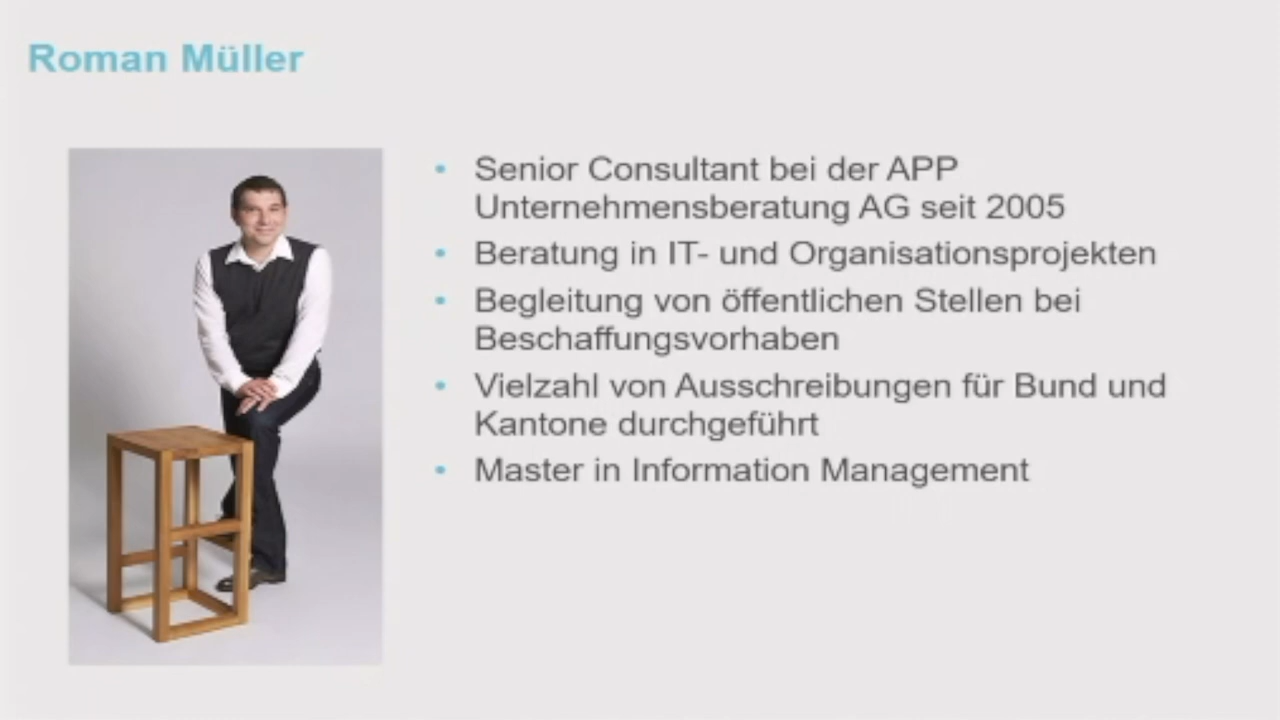 Roman Müller
• Senior Consultant bei der APP
Unternehmensberatung AG seit 2005
• Beratung in IT- und Organisationsprojekten
• Begleitung von öffentlichen Stellen bei
Beschaffungsvorhaben
• Vielzahl von Ausschreibungen für Bund und
Kantone durchgeführt
• Master in Information Management